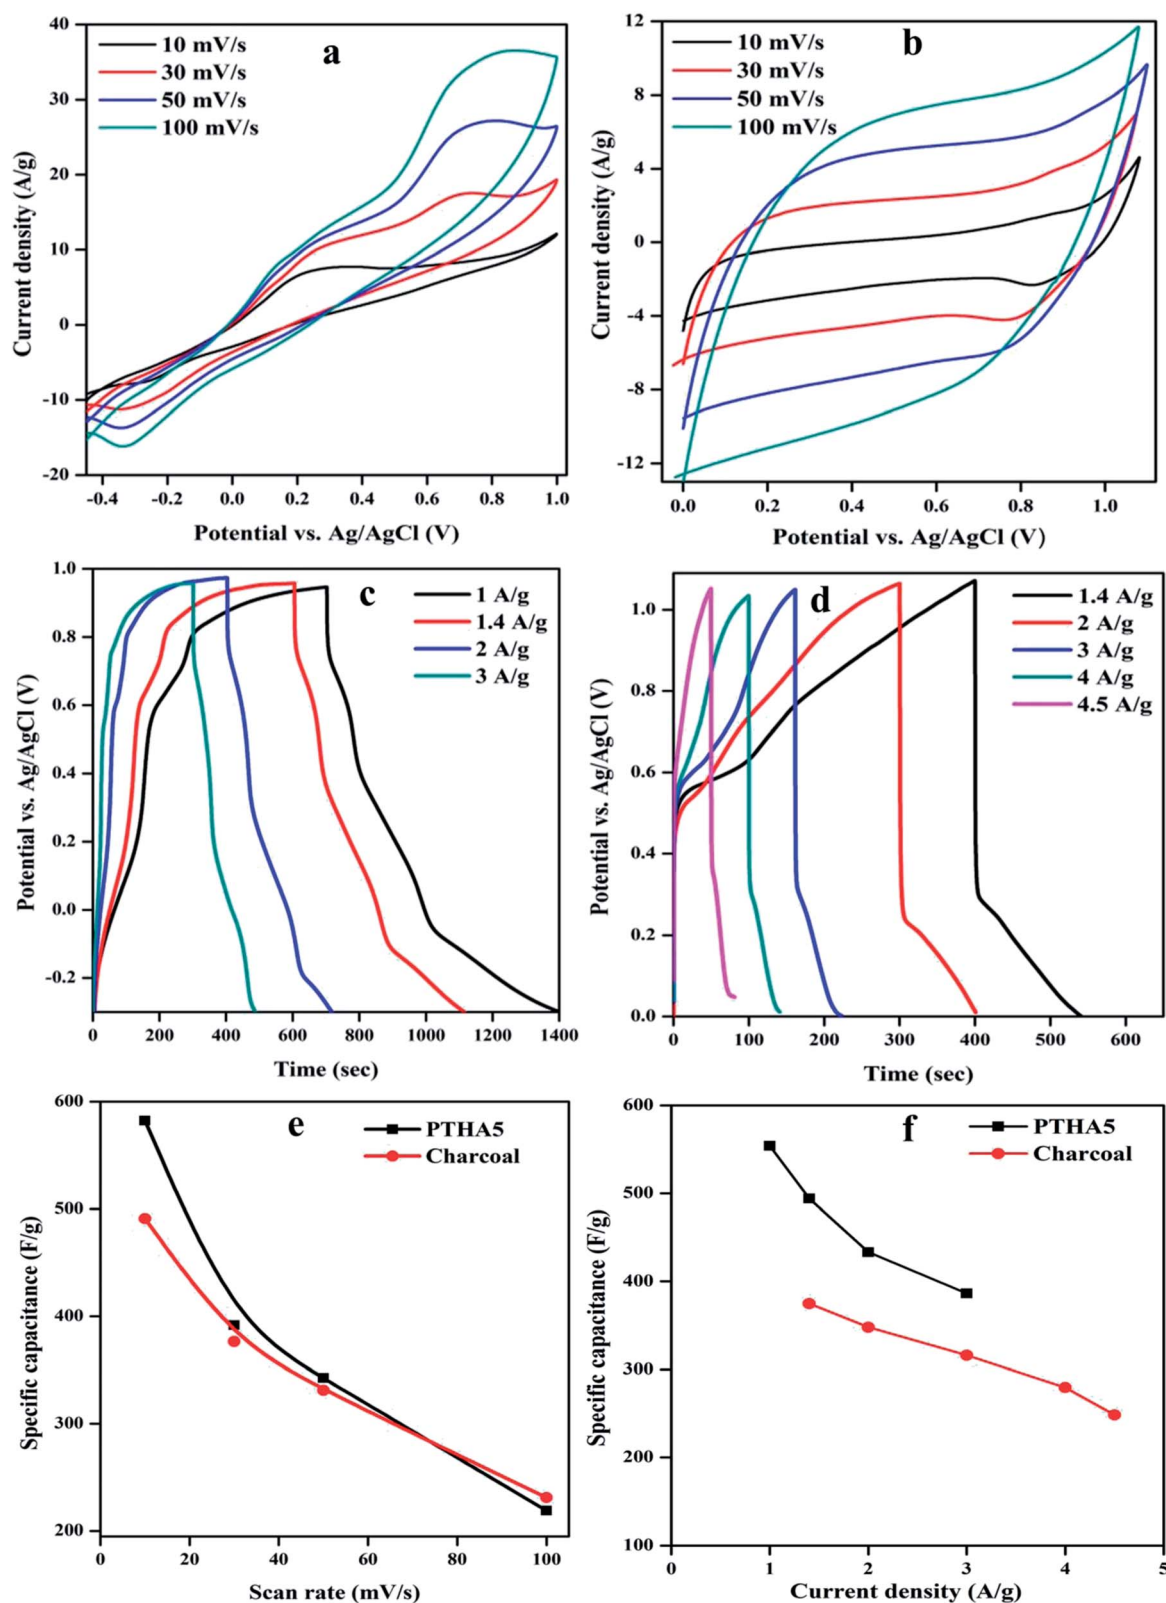 a
10 mV/s
30 mV/s
50 mV/s
100 mV/s
40
30
20
10
0
-10
-20
Current density (A/g)
-0.4 -0.2 0.0 0.2 0.4 0.6 0.8 1.0
Potential vs. Ag/AgCl (V)
b
10 mV/s
30 mV/s
50 mV/s
100 mV/s
12
8
4
0
-4
-8
-12
Current density (A/g)
0.0 0.2 0.4 0.6 0.8 1.0
Potential vs. Ag/AgCl (V)
c
1 A/g
1.4 A/g
2 A/g
3 A/g
1.0
0.8
0.6
0.4
0.2
0.0
-0.2
Potential vs. Ag/AgCl (V)
0 200 400 600 800 1000 1200 1400
Time (sec)
d
1.4 A/g
2 A/g
3 A/g
4 A/g
4.5 A/g
1.0
0.8
0.6
0.4
0.2
0.0
Potential vs. Ag/AgCl (V)
0 100 200 300 400 500 600
Time (sec)
e
PTHA5
Charcoal
600
500
400
300
200
Specific capacitance (F/g)
0 20 40 60 80 100
Scan rate (mV/s)
f
PTHA5
Charcoal
600
500
400
300
200
100
Specific capacitance (F/g)
0 1 2 3 4 5
Current density (A/g)